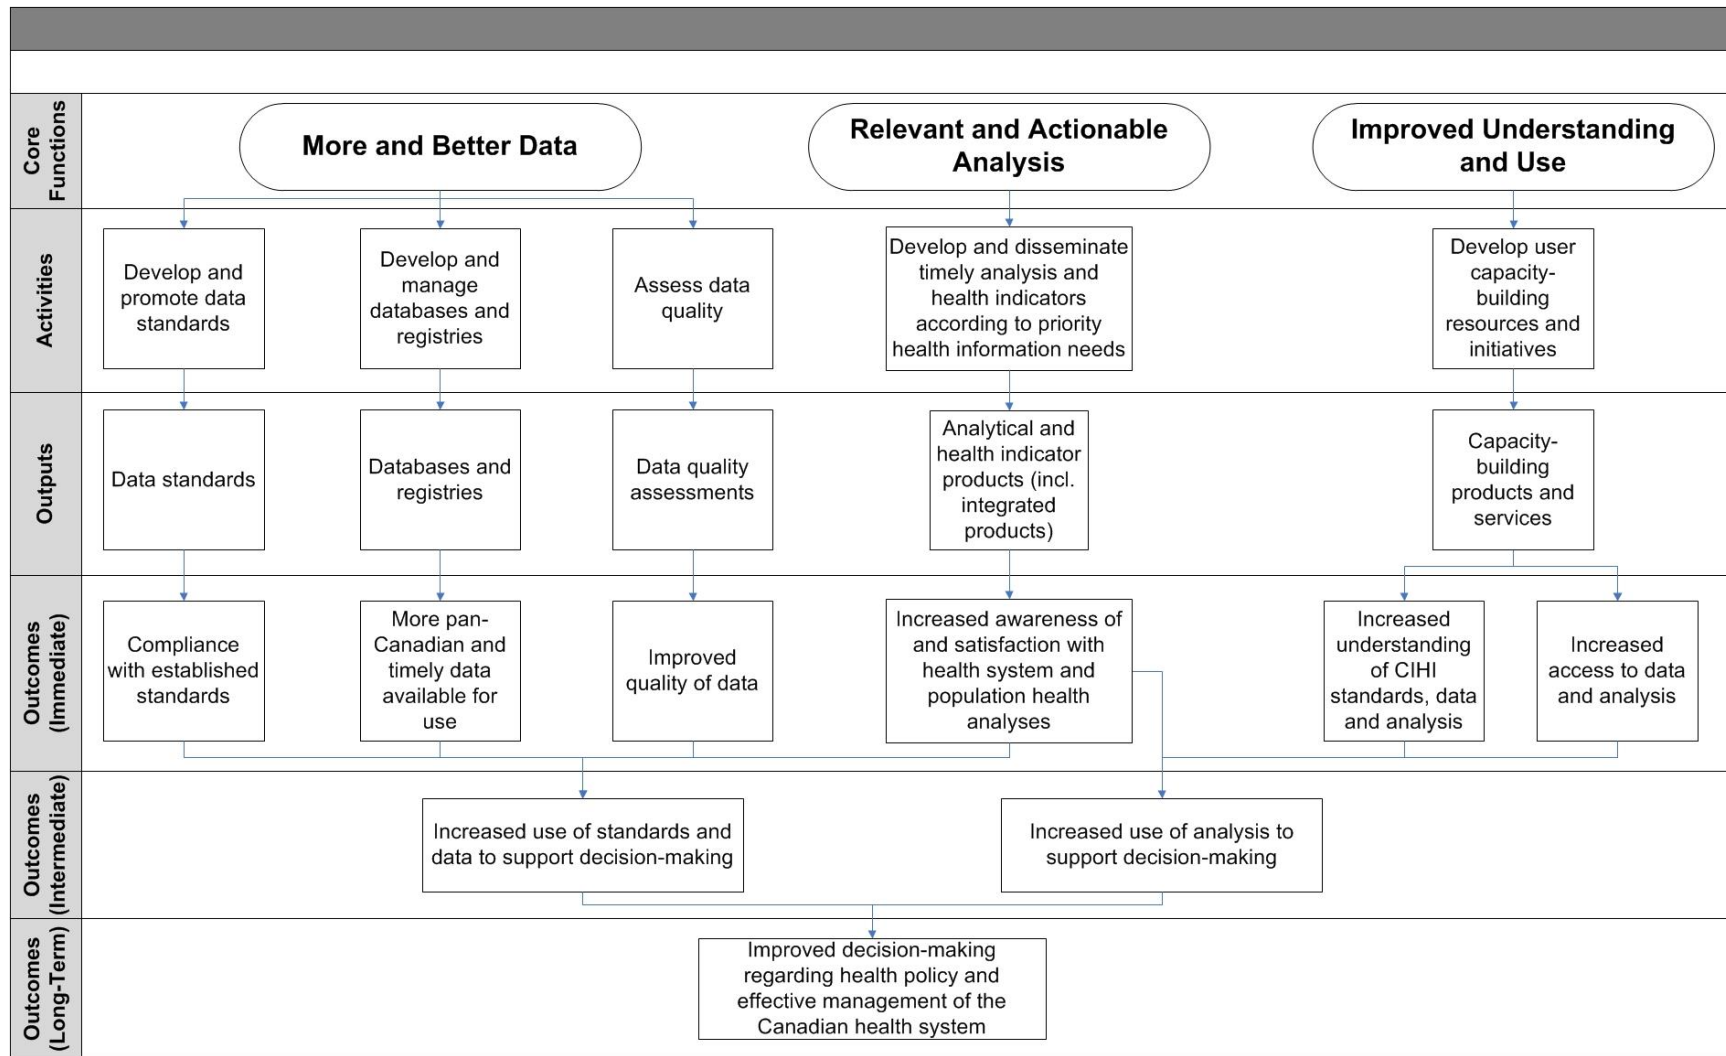 Core
Functions
More and Better Data
Relevant and Actionable
Analysis
Improved Understanding
and Use
Activities
Develop and
promote data
standards
Develop and
manage
databases and
registries
Assess data
quality
Develop and disseminate
timely analysis and
health indicators
according to priority
health information needs
Develop user
capacity-
building
resources and
initiatives
Outputs
Data standards
Databases and
registries
Data quality
assessments
Analytical and
health indicator
products (incl.
integrated
products)
Capacity-
building
products and
services
Outcomes
(Immediate)
Compliance
with established
standards
More pan-
Canadian and
timely data
available for
use
Improved
quality of data
Increased awareness of
and satisfaction with
health system and
population health
analyses
Increased
understanding
of CIHI
standards, data
and analysis
Increased
access to data
and analysis
Outcomes
(Intermediate)
Increased use of standards and
data to support decision-making
Increased use of analysis to
support decision-making
Outcomes
(Long-Term)
Improved decision-making
regarding health policy and
effective management of the
Canadian health system